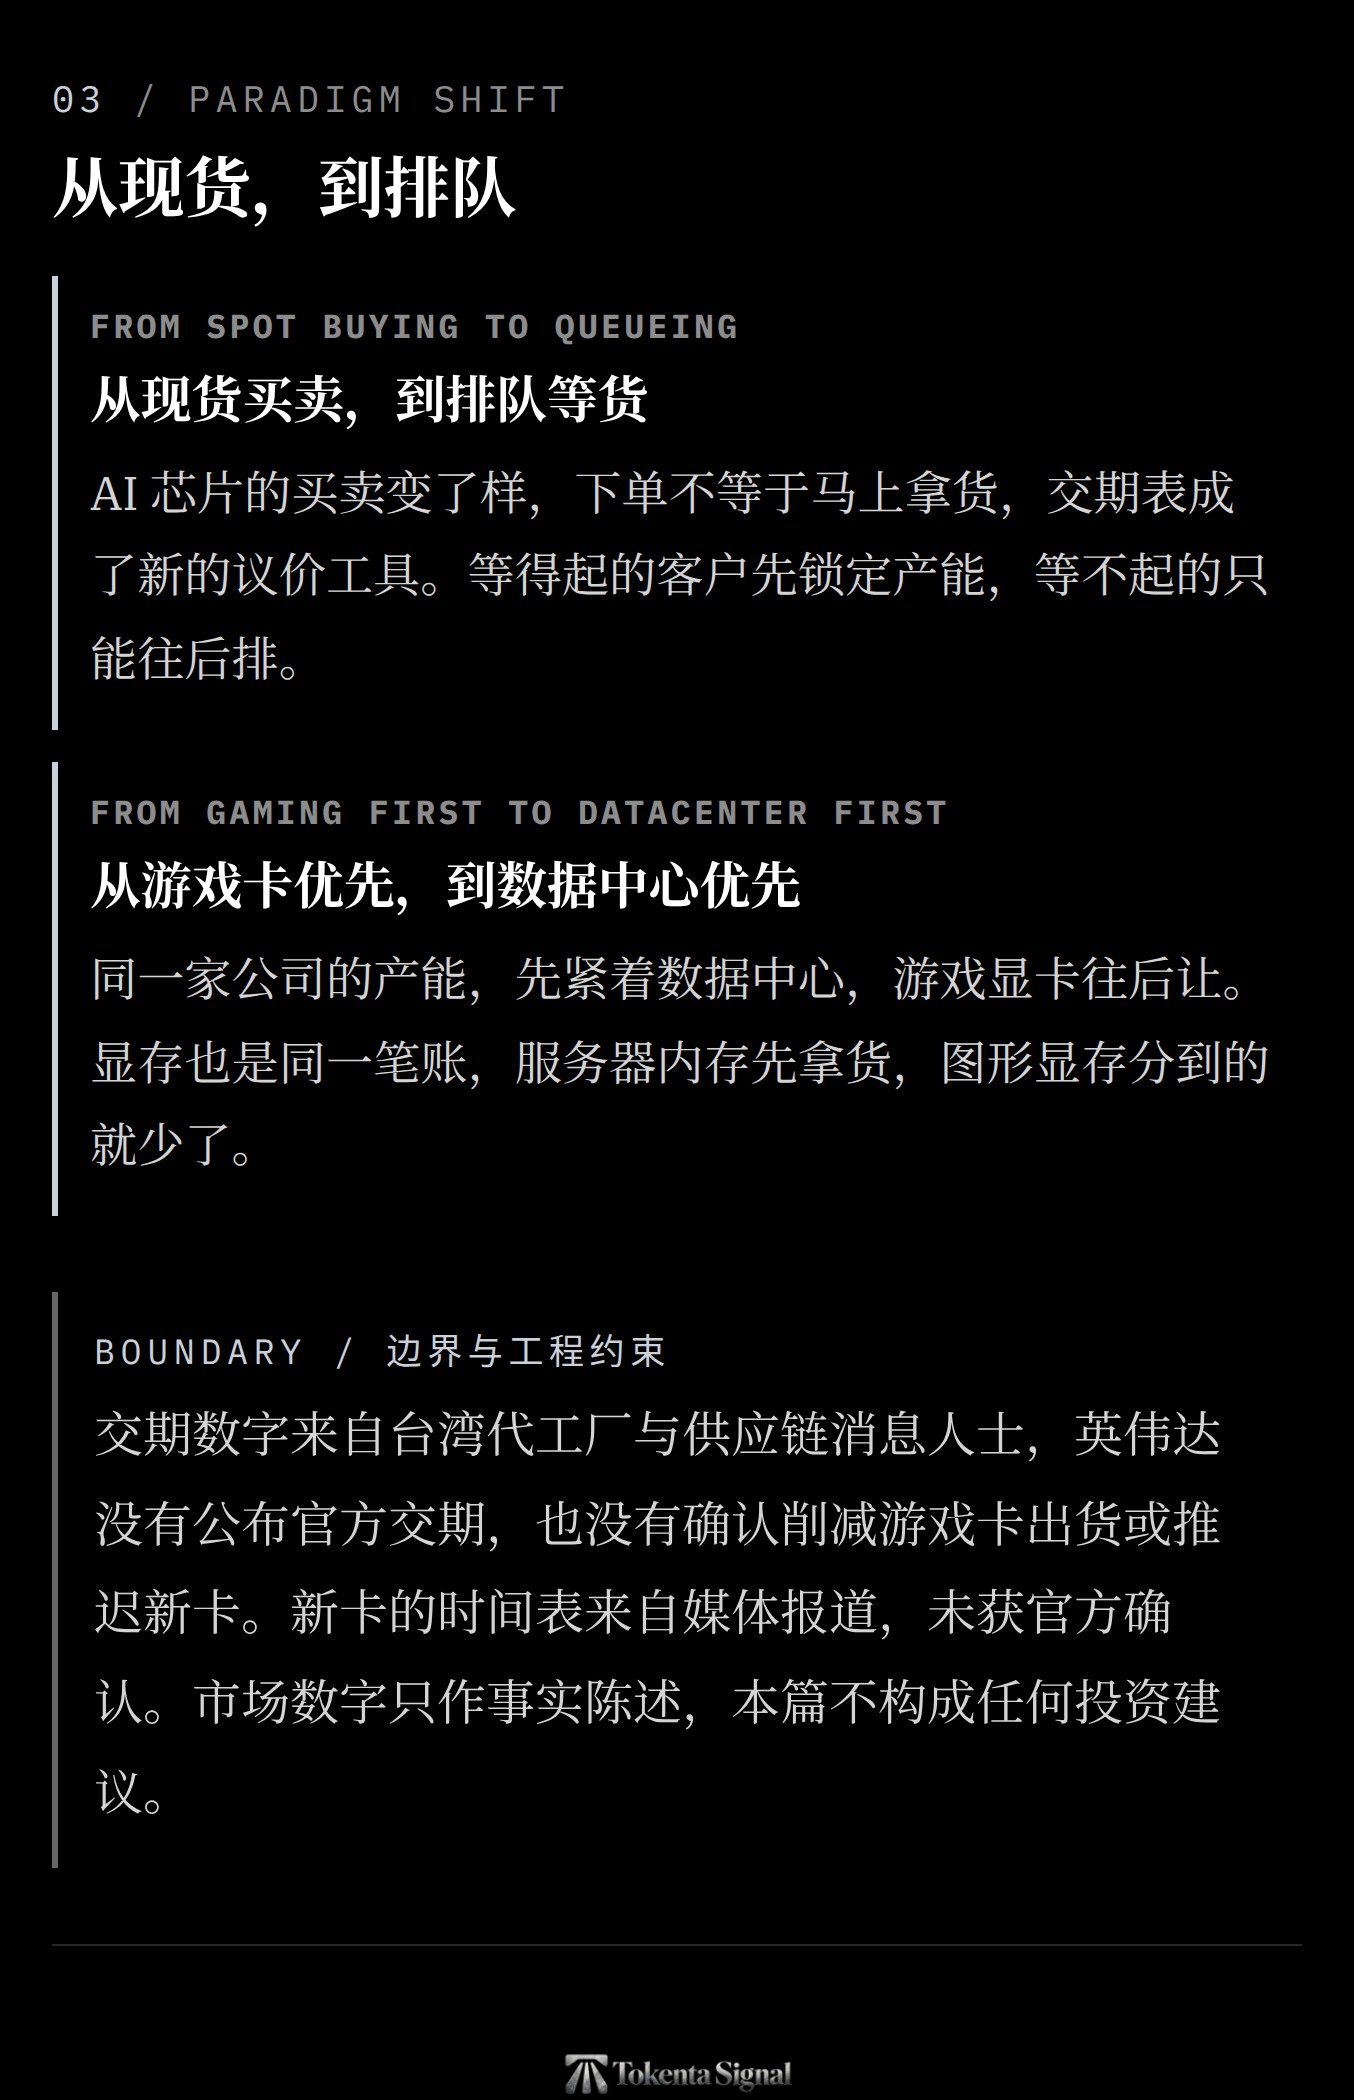 03 / PARADIGM SHIFT
从现货，到排队
FROM SPOT BUYING TO QUEUEING
从现货买卖，到排队等货
AI 芯片的买卖变了样，下单不等于马上拿货，交期表成
了新的议价工具。等得起的客户先锁定产能，等不起的只
能往后排。
FROM GAMING FIRST TO DATACENTER FIRST
从游戏卡优先，到数据中心优先
同一家公司的产能，先紧着数据中心，游戏显卡往后让。
显存也是同一笔账，服务器内存先拿货，图形显存分到的
就少了。
BOUNDARY / 边界与工程约束
交期数字来自台湾代工厂与供应链消息人士，英伟达
没有公布官方交期，也没有确认削减游戏卡出货或推
迟新卡。新卡的时间表来自媒体报道，未获官方确
认。市场数字只作事实陈述，本篇不构成任何投资建
议。
Tokenta Signal